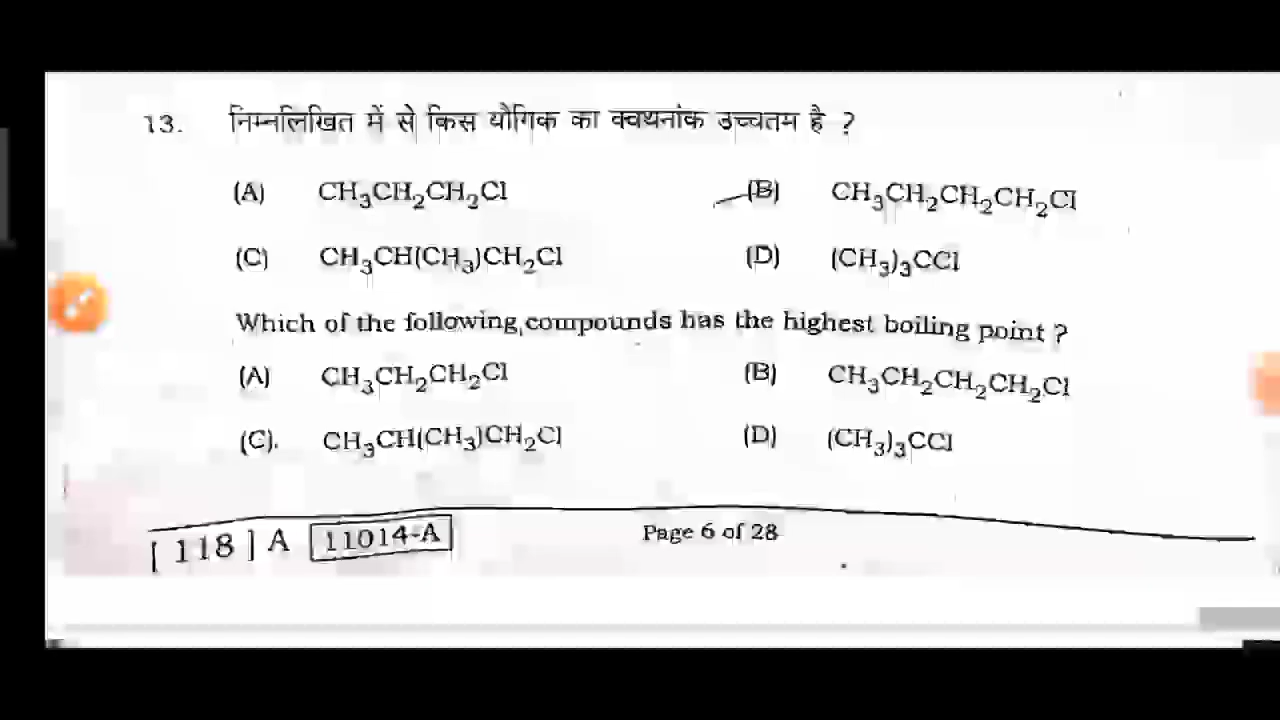 13. निम्नलिखित में से किस यौगिक का क्वथनांक उच्चतम है ?
(A) CH₃CH₂CH₂Cl (B) CH₃CH₂CH₂CH₂Cl
(C) CH₃CH(CH₃)CH₂Cl (D) (CH₃)₃CCl
Which of the following compounds has the highest boiling point ?
(A) CH₃CH₂CH₂Cl (B) CH₃CH₂CH₂CH₂Cl
(C). CH₃CH(CH₃)CH₂Cl (D) (CH₃)₃CCl
[ 118 ] A 11014-A Page 6 of 28